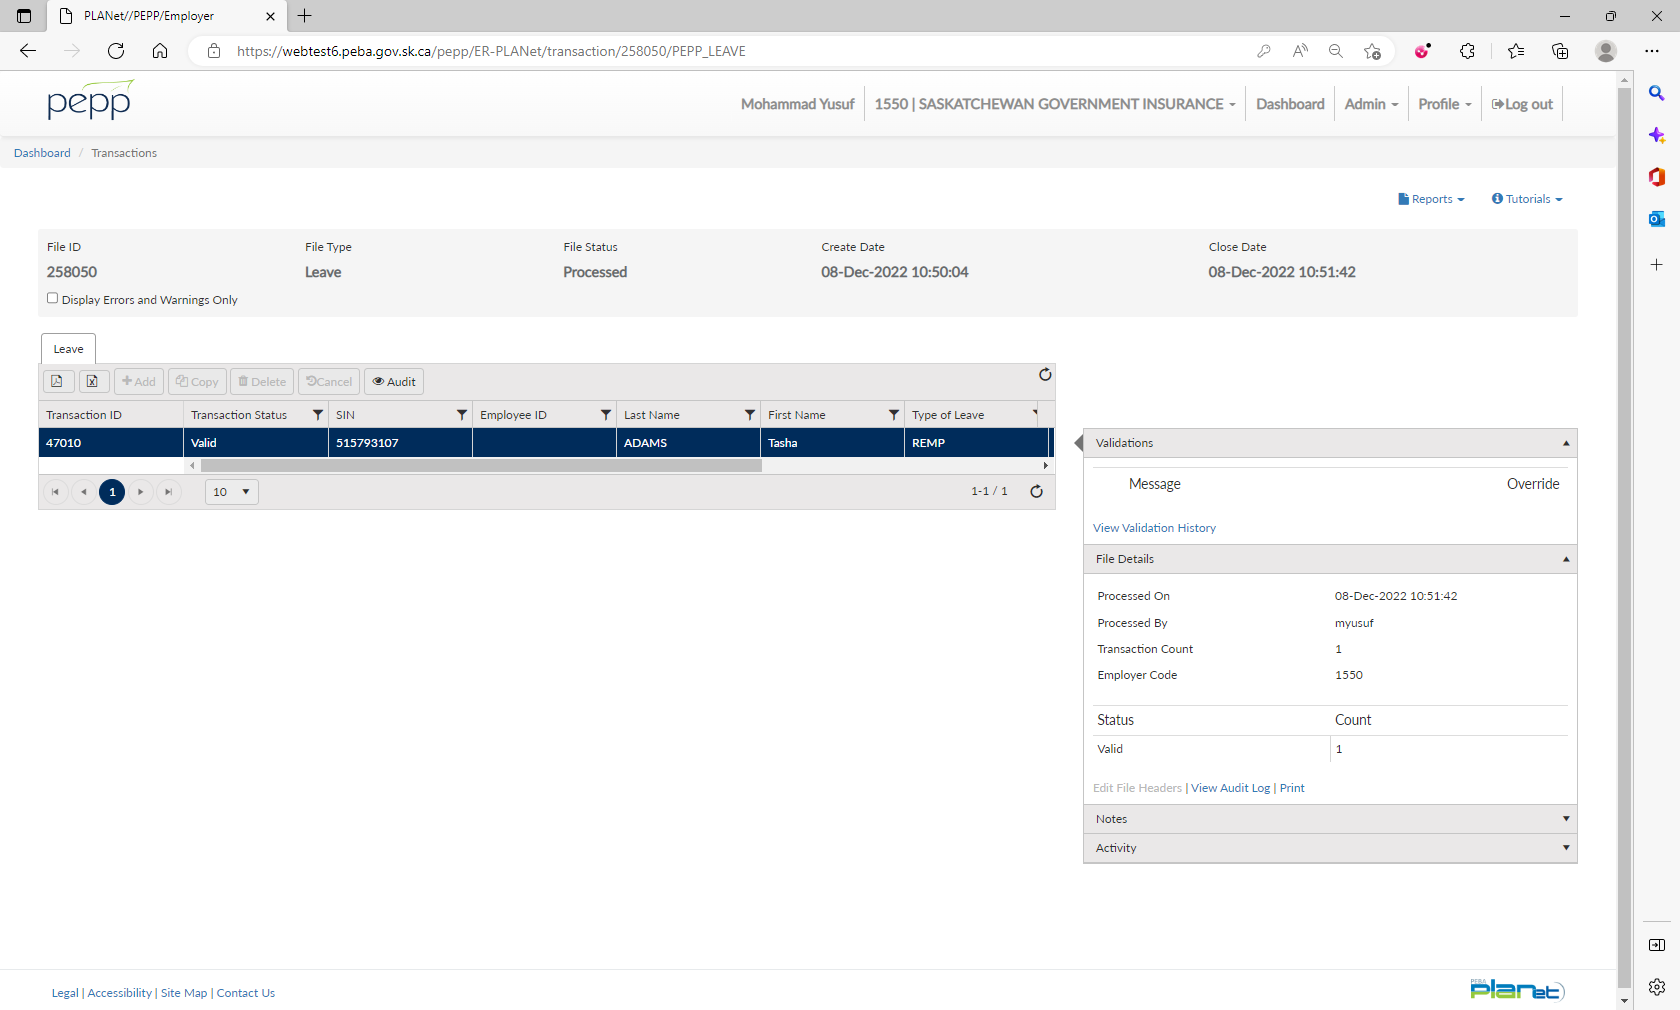 PLANet//PEPP/Employer
https://webtest6.peba.gov.sk.ca/pepp/ER-PLANet/transaction/258050/PEPP_LEAVE
pepp
Mohammad Yusuf
1550 | SASKATCHEWAN GOVERNMENT INSURANCE
Dashboard
Admin
Profile
Log out
Dashboard / Transactions
Reports
Tutorials
File ID File Type File Status Create Date Close Date
258050 Leave Processed 08-Dec-2022 10:50:04 08-Dec-2022 10:51:42
Display Errors and Warnings Only
Leave
Add Copy Delete Cancel Audit
Transaction ID Transaction Status SIN Employee ID Last Name First Name Type of Leave
47010 Valid 515793107 ADAMS Tasha REMP
1 10 1-1 / 1
Validations
Message Override
View Validation History
File Details
Processed On 08-Dec-2022 10:51:42
Processed By myusuf
Transaction Count 1
Employer Code 1550
Status Count
Valid 1
Edit File Headers | View Audit Log | Print
Notes
Activity
Legal | Accessibility | Site Map | Contact Us
PEBA
planet